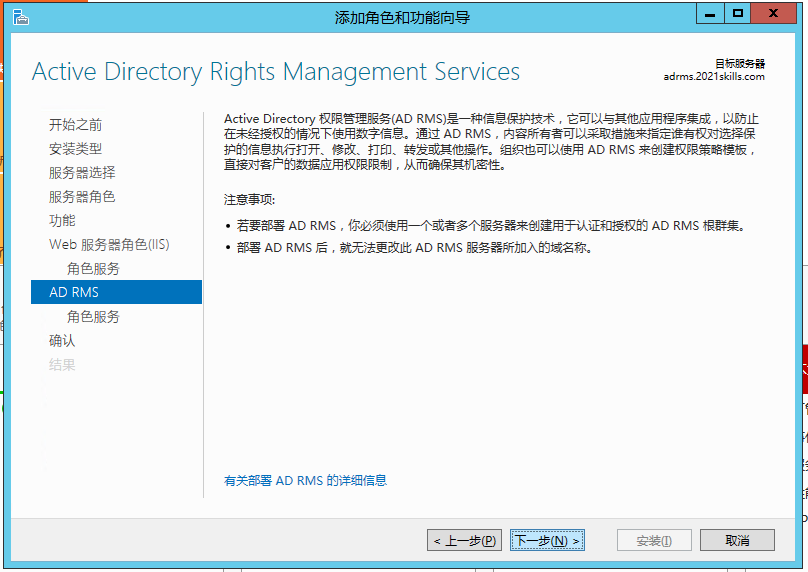 添加角色和功能向导
Active Directory Rights Management Services
目标服务器
adrms.2021skills.com
开始之前
安装类型
服务器选择
服务器角色
功能
Web 服务器角色(IIS)
角色服务
AD RMS
角色服务
确认
结果
Active Directory 权限管理服务(AD RMS)是一种信息保护技术，它可以与其他应用程序集成，以防止
在未经授权的情况下使用数字信息。通过 AD RMS，内容所有者可以采取措施来指定谁有权对选择保
护的信息执行打开、修改、打印、转发或其他操作。组织也可以使用 AD RMS 来创建权限策略模板，
直接对客户的数据应用权限限制，从而确保其机密性。
注意事项:
• 若要部署 AD RMS，你必须使用一个或者多个服务器来创建用于认证和授权的 AD RMS 根群集。
• 部署 AD RMS 后，就无法更改此 AD RMS 服务器所加入的域名称。
有关部署 AD RMS 的详细信息
< 上一步(P)
下一步(N) >
安装(I)
取消